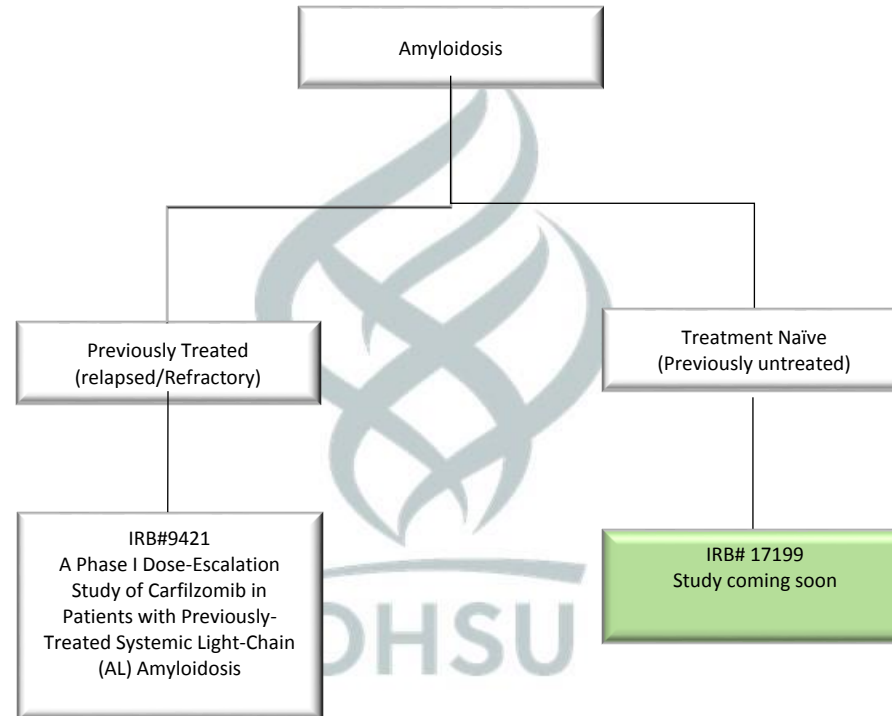 Amyloidosis
Previously Treated
(relapsed/Refractory)
Treatment Naïve
(Previously untreated)
IRB#9421
A Phase I Dose-Escalation
Study of Carfilzomib in
Patients with Previously-
Treated Systemic Light-Chain
(AL) Amyloidosis
IRB# 17199
Study coming soon
OHSU